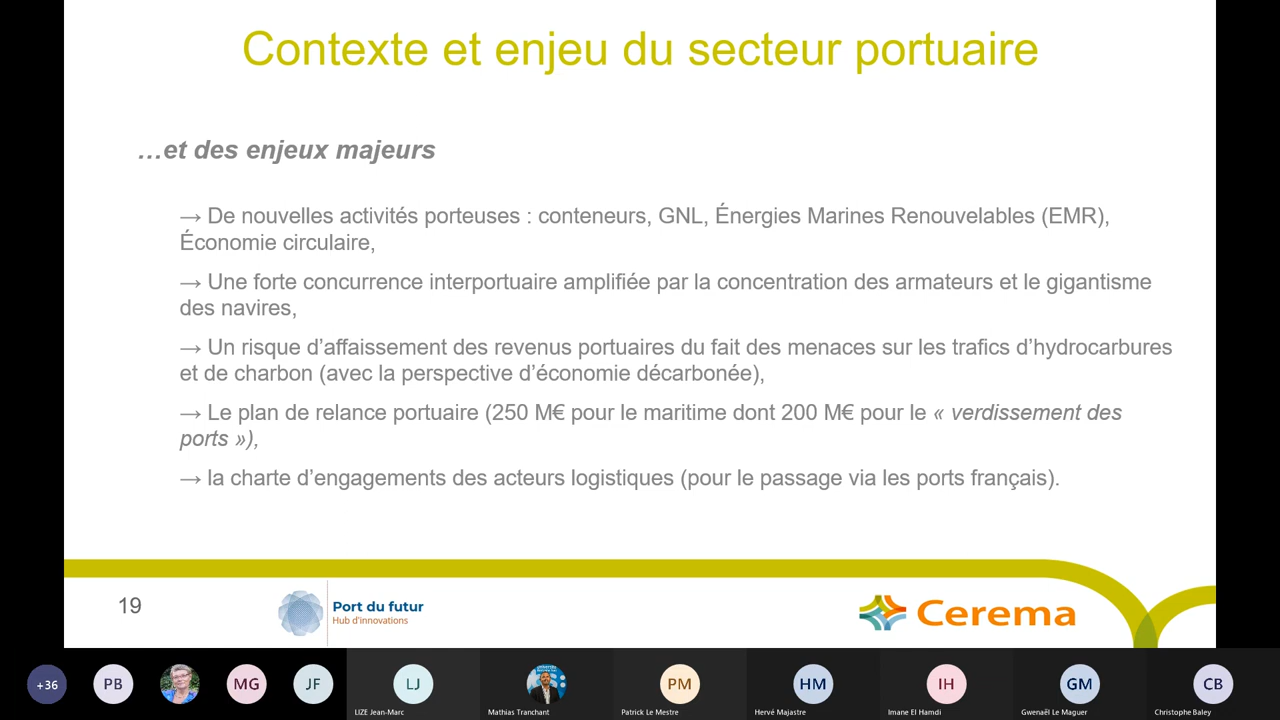 Contexte et enjeu du secteur portuaire
…et des enjeux majeurs
→ De nouvelles activités porteuses : conteneurs, GNL, Énergies Marines Renouvelables (EMR),
Économie circulaire,
→ Une forte concurrence interportuaire amplifiée par la concentration des armateurs et le gigantisme
des navires,
→ Un risque d’affaissement des revenus portuaires du fait des menaces sur les trafics d’hydrocarbures
et de charbon (avec la perspective d’économie décarbonée),
→ Le plan de relance portuaire (250 M€ pour le maritime dont 200 M€ pour le « verdissement des
ports »),
→ la charte d’engagements des acteurs logistiques (pour le passage via les ports français).
19
Port du futur
Hub d'innovations
Cerema
+36
PB
MG
JF
LJ
PM
HM
IH
GM
CB
LIZE Jean-Marc
Mathias Tranchant
Patrick Le Mestre
Hervé Majastre
Imane El Hamdi
Gwenaël Le Maguer
Christophe Baley